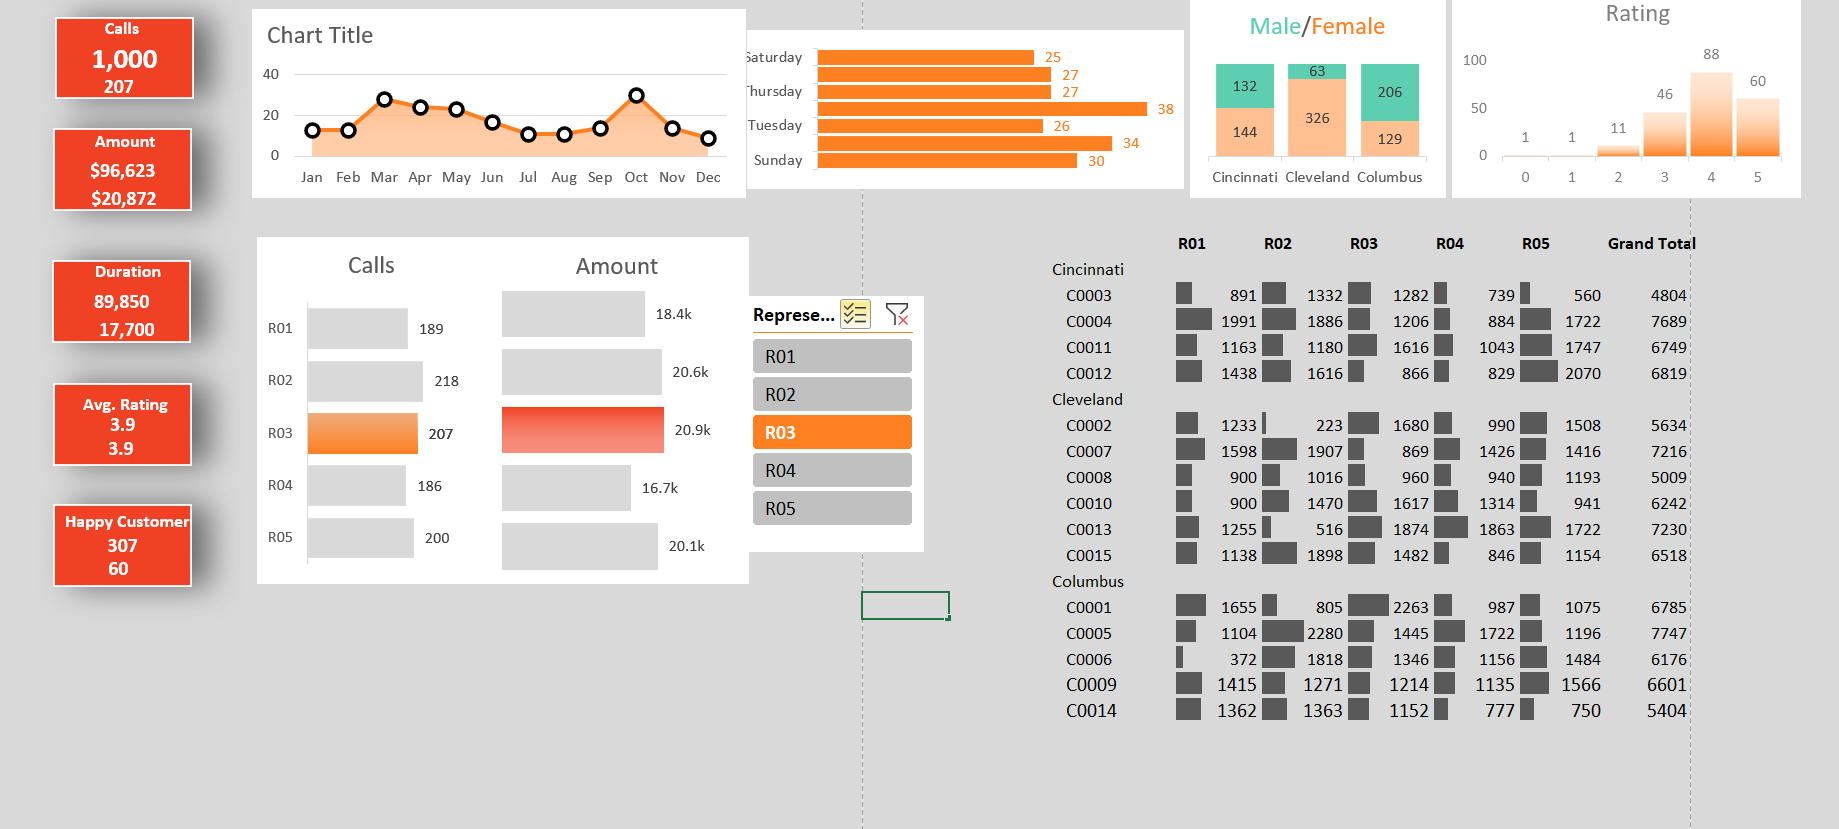 Calls
1,000
207
Amount
$96,623
$20,872
Duration
89,850
17,700
Avg. Rating
3.9
3.9
Happy Customer
307
60
Chart Title
40
20
0
Jan Feb Mar Apr May Jun Jul Aug Sep Oct Nov Dec
Saturday 25
27
Thursday 27
38
Tuesday 26
34
Sunday 30
Male/Female
132 63 206
144 326 129
Cincinnati Cleveland Columbus
Rating
100
50
0
1 1 11 46 88 60
0 1 2 3 4 5
Calls
R01 189
R02 218
R03 207
R04 186
R05 200
Amount
18.4k
20.6k
20.9k
16.7k
20.1k
Represe...
R01
R02
R03
R04
R05
R01 R02 R03 R04 R05 Grand Total
Cincinnati
C0003 891 1332 1282 739 560 4804
C0004 1991 1886 1206 884 1722 7689
C0011 1163 1180 1616 1043 1747 6749
C0012 1438 1616 866 829 2070 6819
Cleveland
C0002 1233 223 1680 990 1508 5634
C0007 1598 1907 869 1426 1416 7216
C0008 900 1016 960 940 1193 5009
C0010 900 1470 1617 1314 941 6242
C0013 1255 516 1874 1863 1722 7230
C0015 1138 1898 1482 846 1154 6518
Columbus
C0001 1655 805 2263 987 1075 6785
C0005 1104 2280 1445 1722 1196 7747
C0006 372 1818 1346 1156 1484 6176
C0009 1415 1271 1214 1135 1566 6601
C0014 1362 1363 1152 777 750 5404